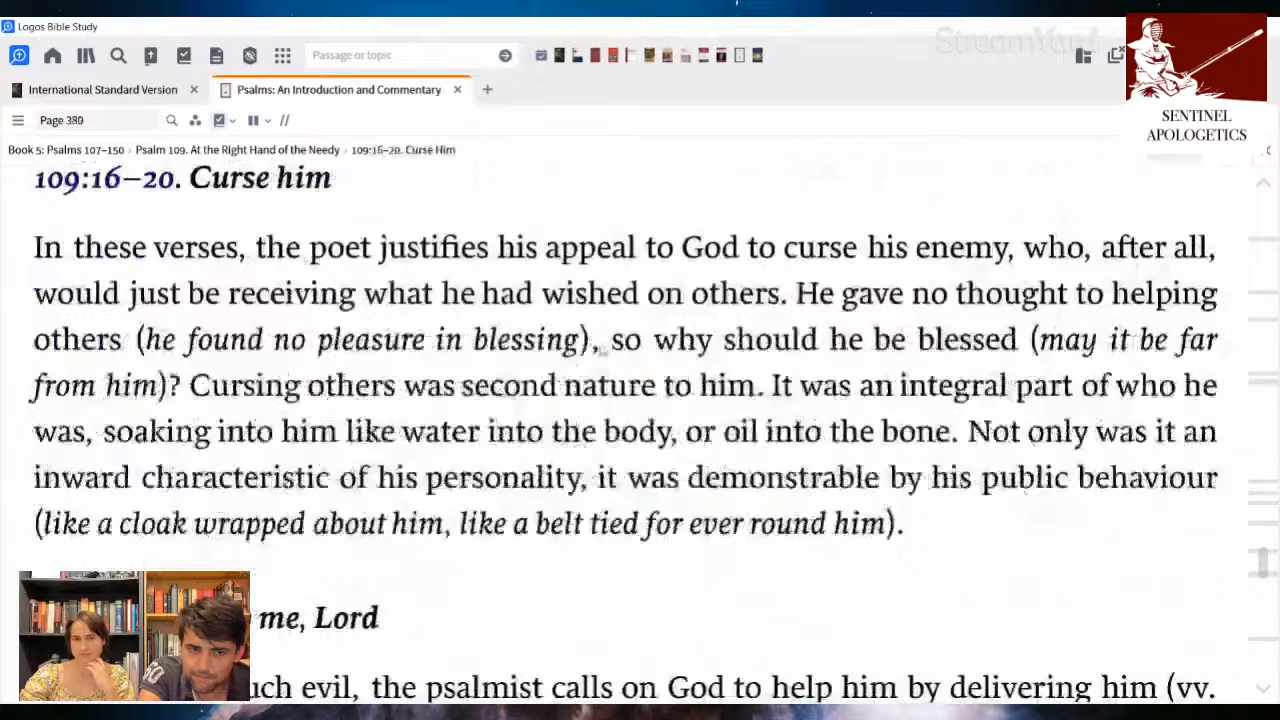 Logos Bible Study
Passage or topic
StreamYard
International Standard Version
Psalms: An Introduction and Commentary
Page 380
SENTINEL
APOLOGETICS
Book 5: Psalms 107–150 › Psalm 109. At the Right Hand of the Needy › 109:16–20. Curse Him
109:16–20. Curse him
In these verses, the poet justifies his appeal to God to curse his enemy, who, after all,
would just be receiving what he had wished on others. He gave no thought to helping
others (he found no pleasure in blessing), so why should he be blessed (may it be far
from him)? Cursing others was second nature to him. It was an integral part of who he
was, soaking into him like water into the body, or oil into the bone. Not only was it an
inward characteristic of his personality, it was demonstrable by his public behaviour
(like a cloak wrapped about him, like a belt tied for ever round him).
me, Lord
uch evil, the psalmist calls on God to help him by delivering him (vv.